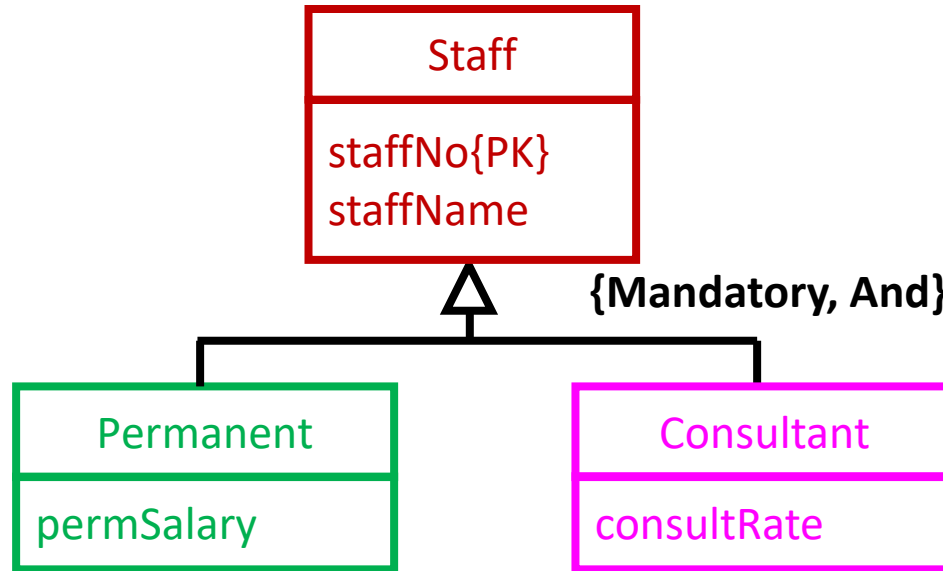 Staff
staffNo{PK}
staffName
{Mandatory, And}
Permanent
permSalary
Consultant
consultRate